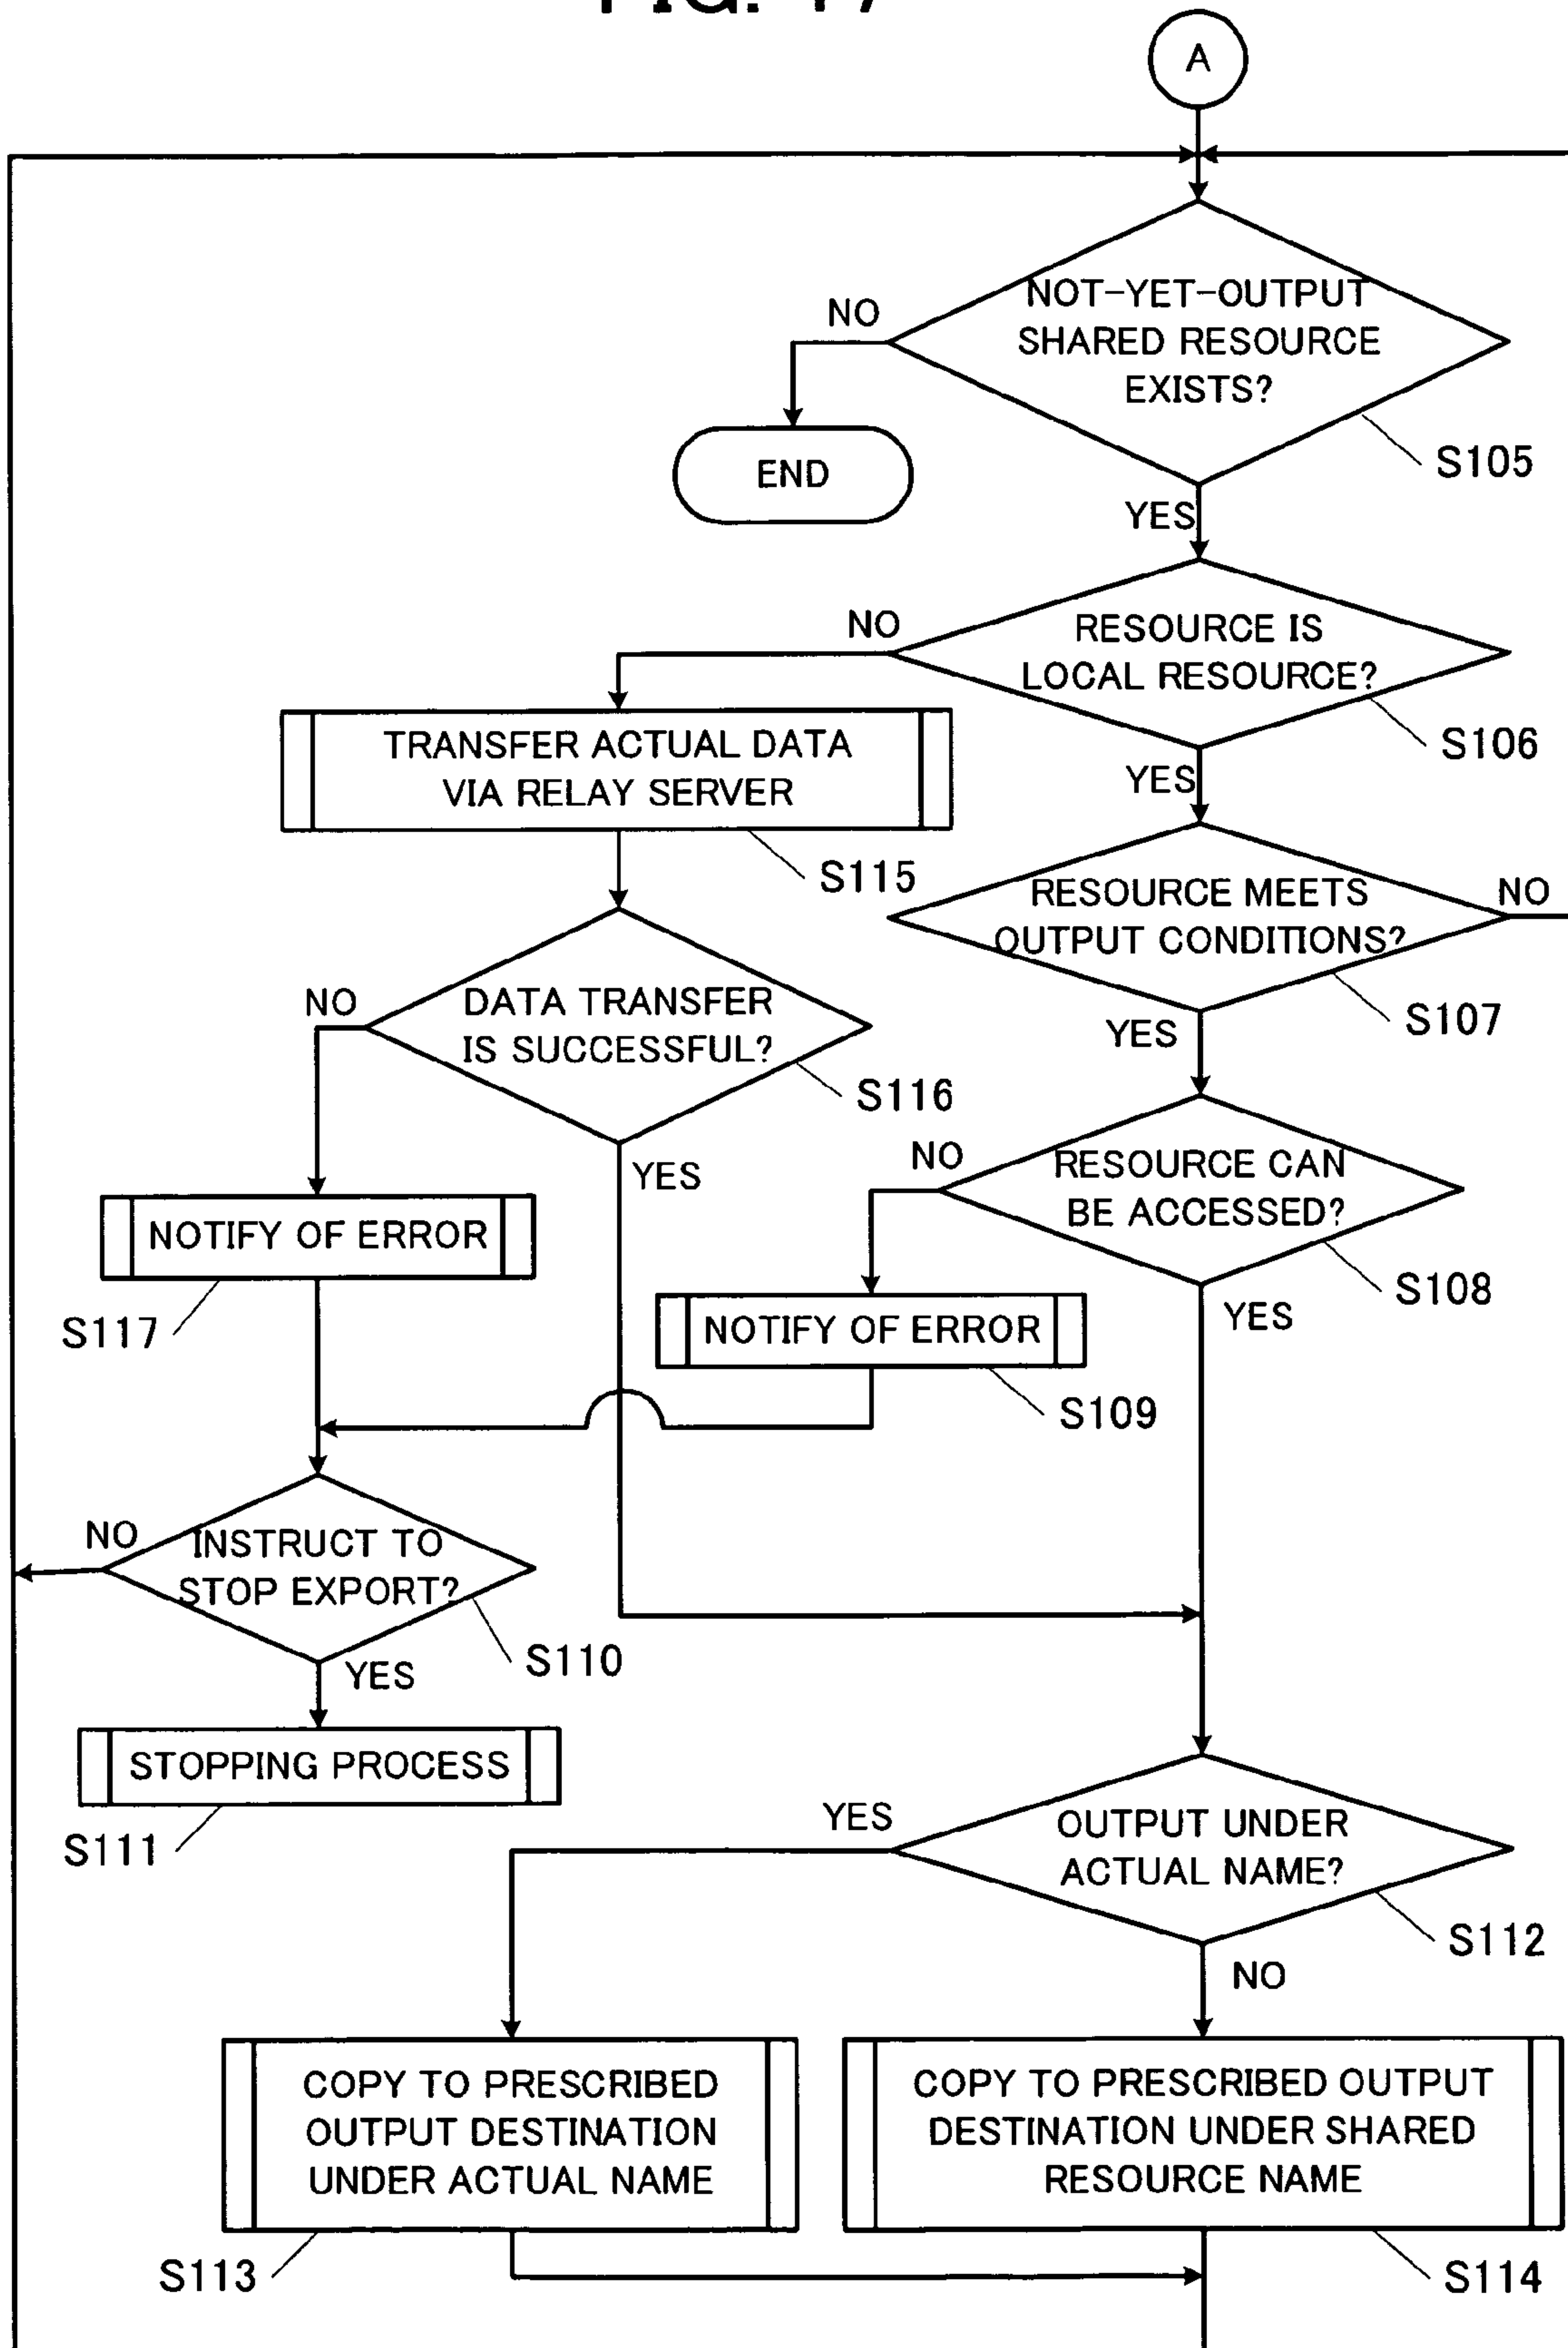 FIG. 17
A
NOT-YET-OUTPUT
SHARED RESOURCE
EXISTS?
NO
END
S105
YES
RESOURCE IS
LOCAL RESOURCE?
NO
S106
YES
TRANSFER ACTUAL DATA
VIA RELAY SERVER
S115
RESOURCE MEETS
OUTPUT CONDITIONS?
NO
S107
YES
DATA TRANSFER
IS SUCCESSFUL?
NO
S116
YES
RESOURCE CAN
BE ACCESSED?
NO
S108
YES
NOTIFY OF ERROR
S117
NOTIFY OF ERROR
S109
INSTRUCT TO
STOP EXPORT?
NO
S110
YES
STOPPING PROCESS
S111
OUTPUT UNDER
ACTUAL NAME?
YES
S112
NO
COPY TO PRESCRIBED
OUTPUT DESTINATION
UNDER ACTUAL NAME
S113
COPY TO PRESCRIBED OUTPUT
DESTINATION UNDER SHARED
RESOURCE NAME
S114